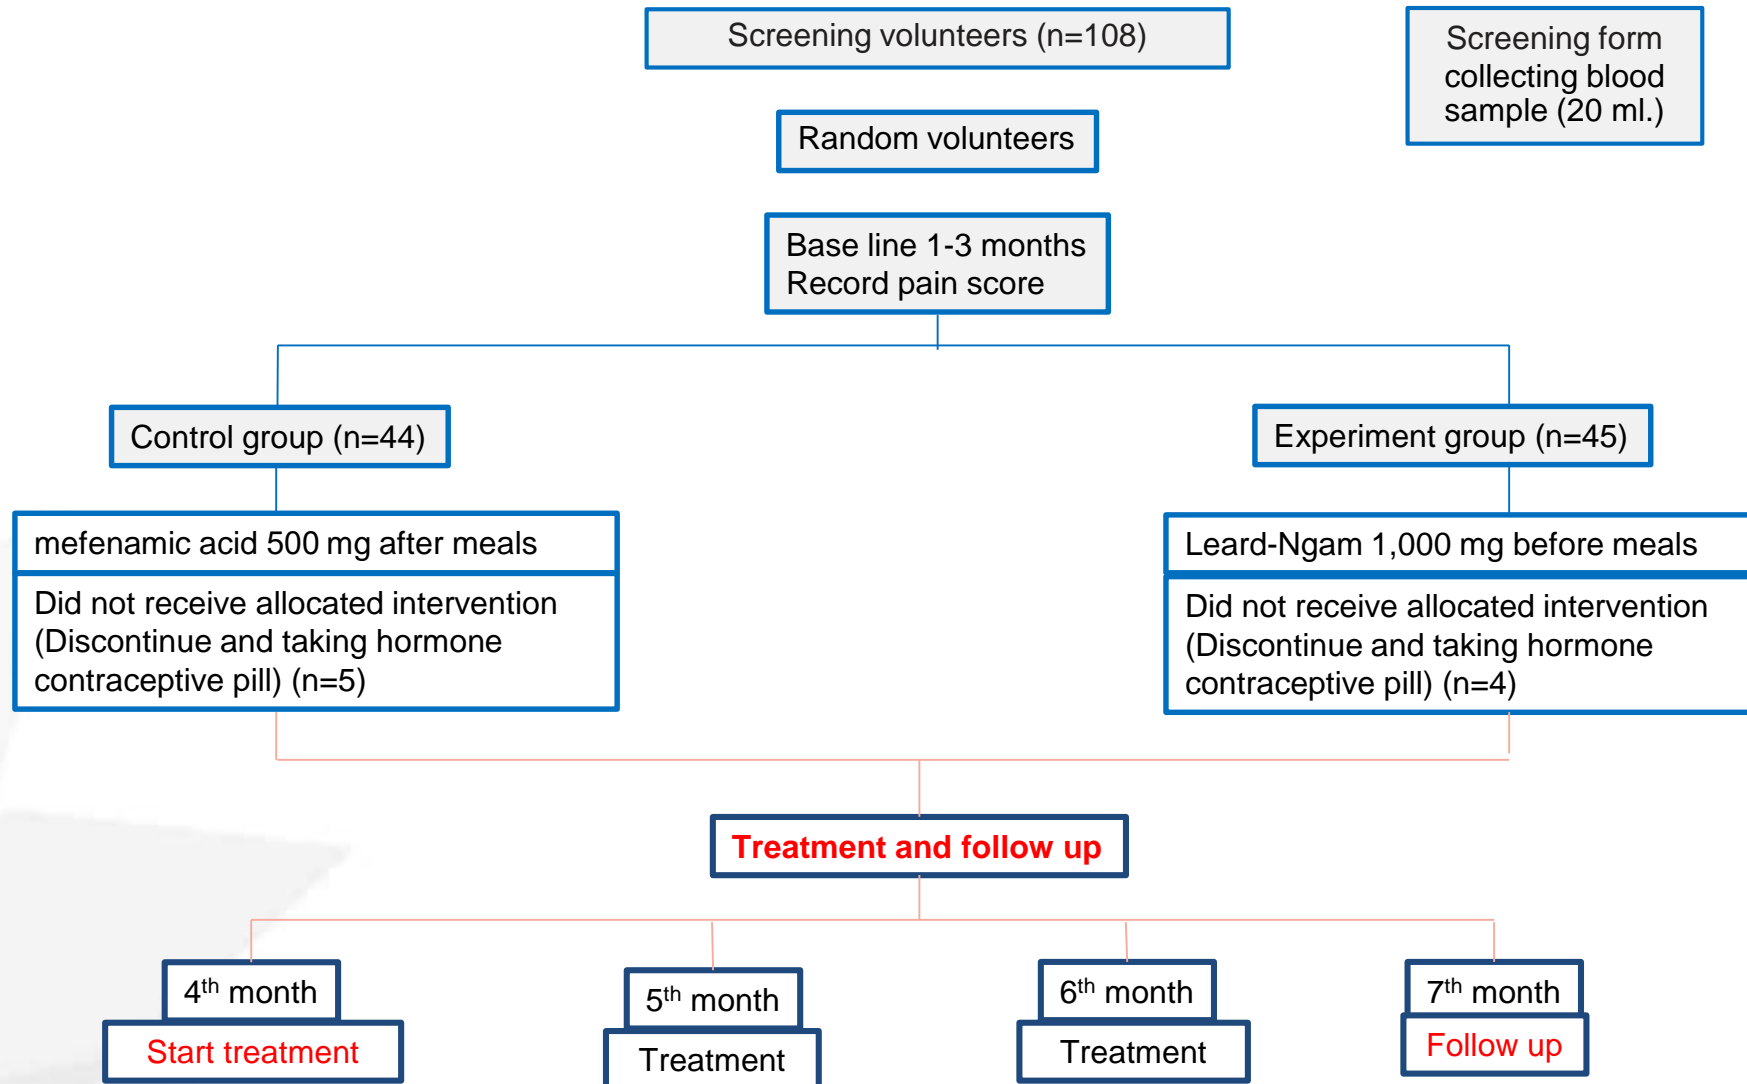 Screening volunteers (n=108)
Screening form
collecting blood
sample (20 ml.)
Random volunteers
Base line 1-3 months
Record pain score
Control group (n=44)
Experiment group (n=45)
mefenamic acid 500 mg after meals
Did not receive allocated intervention
(Discontinue and taking hormone
contraceptive pill) (n=5)
Leard-Ngam 1,000 mg before meals
Did not receive allocated intervention
(Discontinue and taking hormone
contraceptive pill) (n=4)
Treatment and follow up
4th month
Start treatment
5th month
Treatment
6th month
Treatment
7th month
Follow up